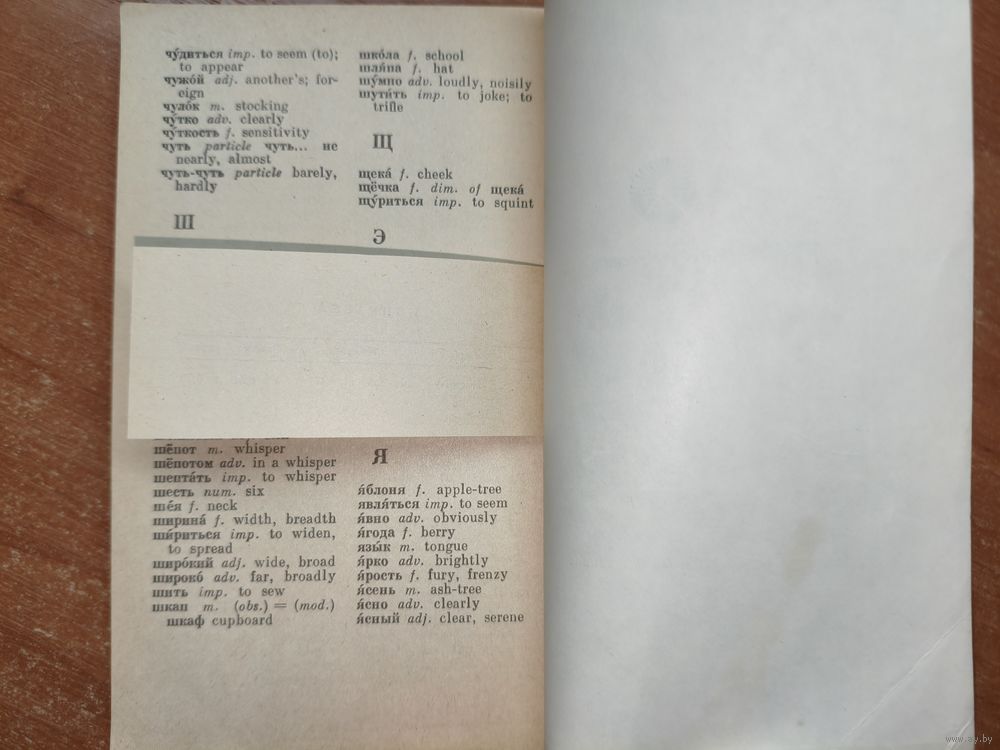 чу́диться imp. to seem (to);
to appear
чужо́й adj. another's; for-
eign
чуло́к m. stocking
чу́тко adv. clearly
чу́ткость f. sensitivity
чуть particle чуть... не
nearly, almost
чуть-чуть particle barely,
hardly
Ш
шёпот m. whisper
шёпотом adv. in a whisper
шепта́ть imp. to whisper
шесть num. six
ше́я f. neck
ширина́ f. width, breadth
ши́риться imp. to widen,
to spread
широ́кий adj. wide, broad
широко́ adv. far, broadly
шить imp. to sew
шкап m. (obs.) = (mod.)
шкаф cupboard
шко́ла f. school
шля́па f. hat
шу́мно adv. loudly, noisily
шути́ть imp. to joke; to
trifle
Щ
щека́ f. cheek
щёчка f. dim. of щека́
щу́риться imp. to squint
Э
Я
я́блоня f. apple-tree
явля́ться imp. to seem
я́вно adv. obviously
я́года f. berry
язы́к m. tongue
я́рко adv. brightly
я́рость f. fury, frenzy
я́сень m. ash-tree
я́сно adv. clearly
я́сный adj. clear, serene
www.ay.by